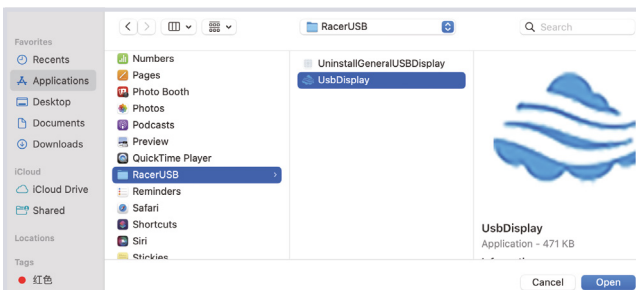 RacerUSB
Search
Favorites
Recents
Applications
Desktop
Documents
Downloads
iCloud
iCloud Drive
Shared
Locations
Tags
红色
Numbers
Pages
Photo Booth
Photos
Podcasts
Preview
QuickTime Player
RacerUSB
Reminders
Safari
Shortcuts
Siri
Stickies
UninstallGeneralUSBDisplay
UsbDisplay
UsbDisplay
Application - 471 KB
Cancel
Open